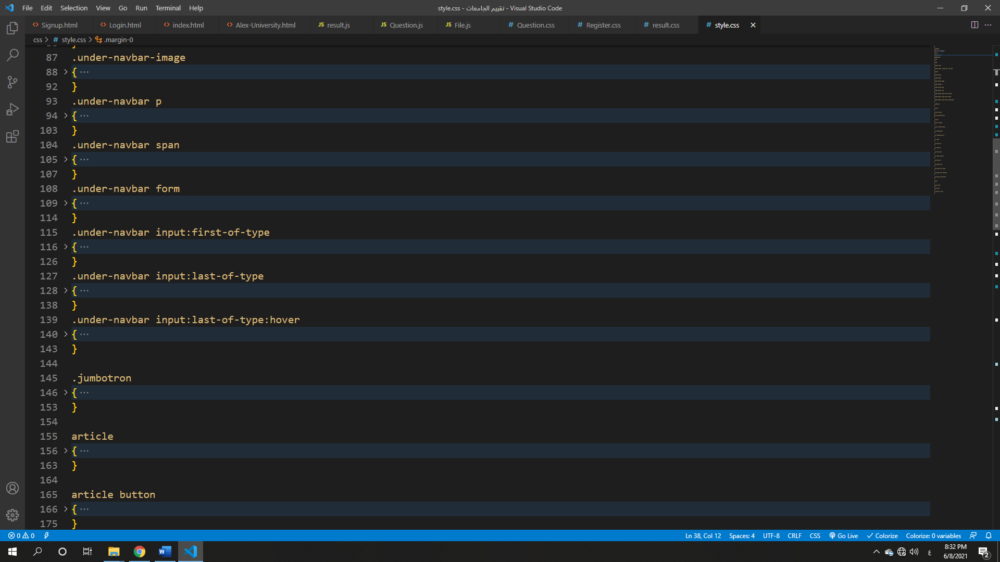 File Edit Selection View Go Run Terminal Help
style.css - تقييم الجامعات - Visual Studio Code
Signup.html Login.html index.html Alex-University.html JS result.js JS Question.js JS File.js # Question.css # Register.css # result.css # style.css
css > # style.css > .margin-0
87 .under-navbar-image
88 { ...
92 }
93 .under-navbar p
94 { ...
103 }
104 .under-navbar span
105 { ...
107 }
108 .under-navbar form
109 { ...
114 }
115 .under-navbar input:first-of-type
116 { ...
126 }
127 .under-navbar input:last-of-type
128 { ...
138 }
139 .under-navbar input:last-of-type:hover
140 { ...
143 }
144
145 .jumbotron
146 { ...
153 }
154
155 article
156 { ...
163 }
164
165 article button
166 { ...
175 }
0 0 Ln 38, Col 12 Spaces: 4 UTF-8 CRLF CSS Go Live Colorize Colorize: 0 variables
ع 8:32 PM
6/8/2021 2